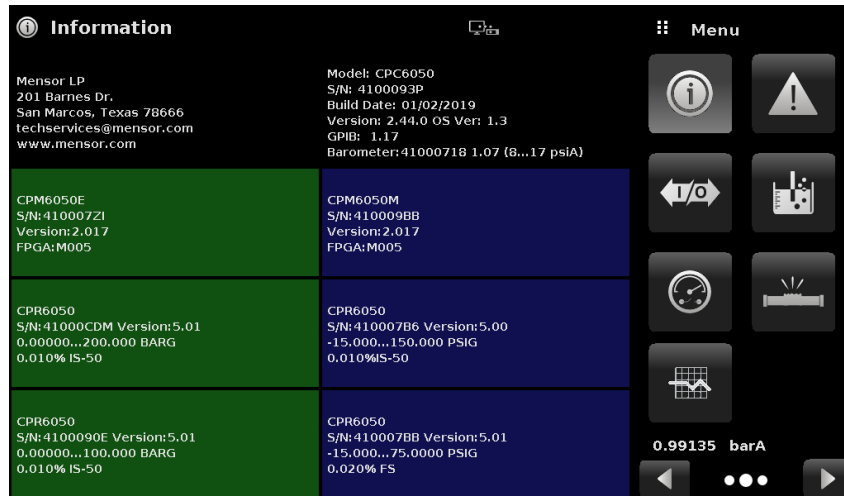 Information
Mensor LP
201 Barnes Dr.
San Marcos, Texas 78666
techservices@mensor.com
www.mensor.com
Model: CPC6050
S/N: 4100093P
Build Date: 01/02/2019
Version: 2.44.0 OS Ver: 1.3
GPIB: 1.17
Barometer:41000718 1.07 (8...17 psiA)
CPM6050E
S/N:410007ZI
Version:2.017
FPGA:M005
CPM6050M
S/N:410009BB
Version:2.017
FPGA:M005
CPR6050
S/N:41000CDM Version:5.01
0.00000...200.000 BARG
0.010% IS-50
CPR6050
S/N:410007B6 Version:5.00
-15.000...150.000 PSIG
0.010%IS-50
CPR6050
S/N:4100090E Version:5.01
0.00000...100.000 BARG
0.010% IS-50
CPR6050
S/N:410007BB Version:5.01
-15.000...75.0000 PSIG
0.020% FS
Menu
I/O
0.99135 barA